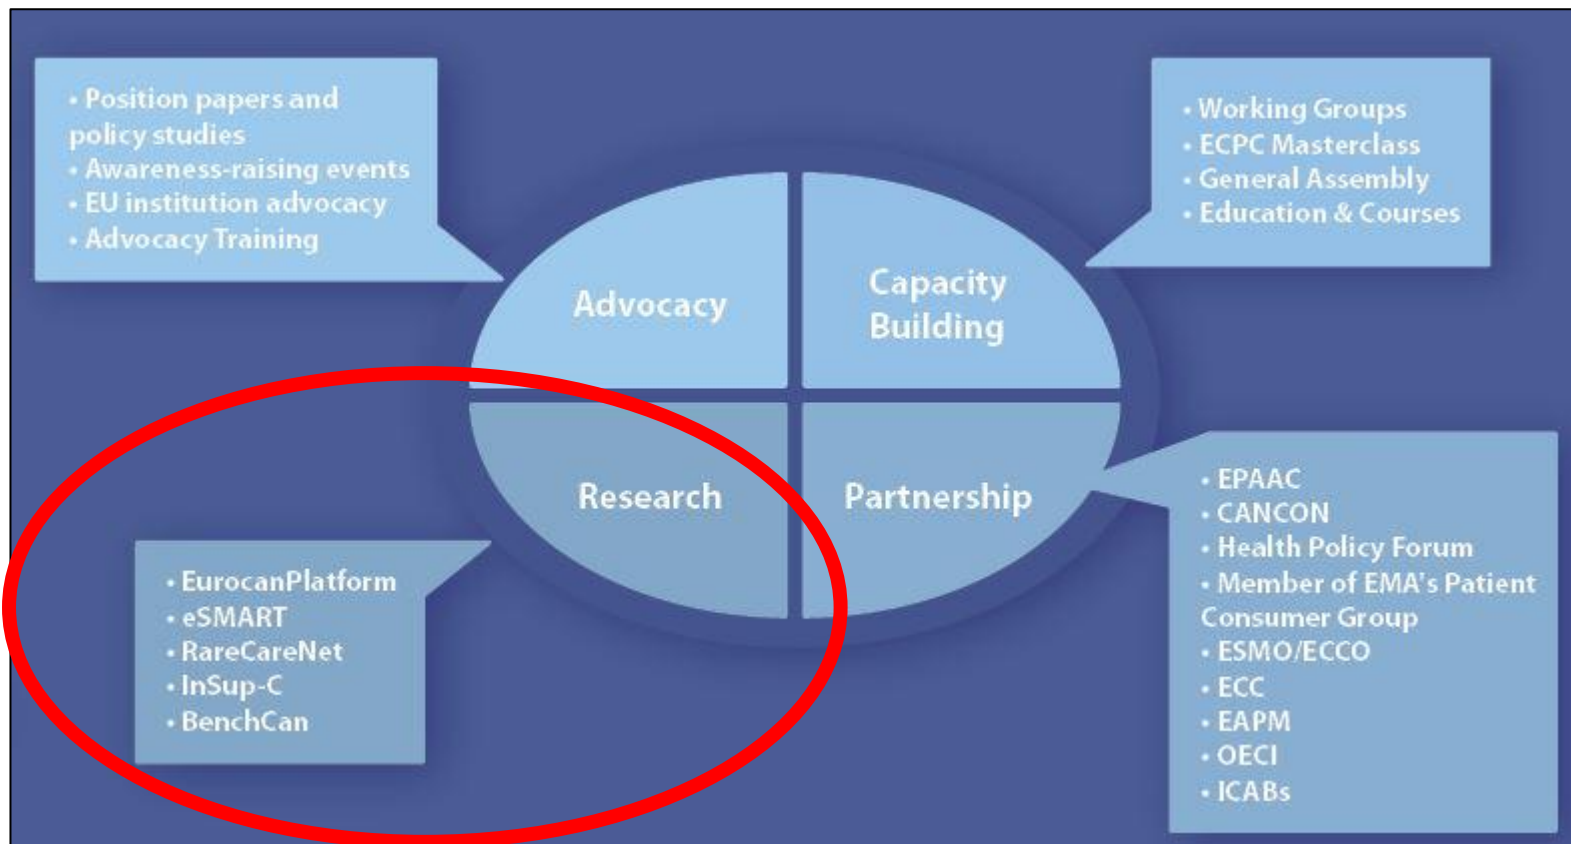 • Position papers and
policy studies
• Awareness-raising events
• EU institution advocacy
• Advocacy Training
• Working Groups
• ECPC Masterclass
• General Assembly
• Education & Courses
Advocacy
Capacity
Building
Research
Partnership
• EurocanPlatform
• eSMART
• RareCareNet
• InSup-C
• BenchCan
• EPAAC
• CANCON
• Health Policy Forum
• Member of EMA's Patient
Consumer Group
• ESMO/ECCO
• ECC
• EAPM
• OECI
• ICABs